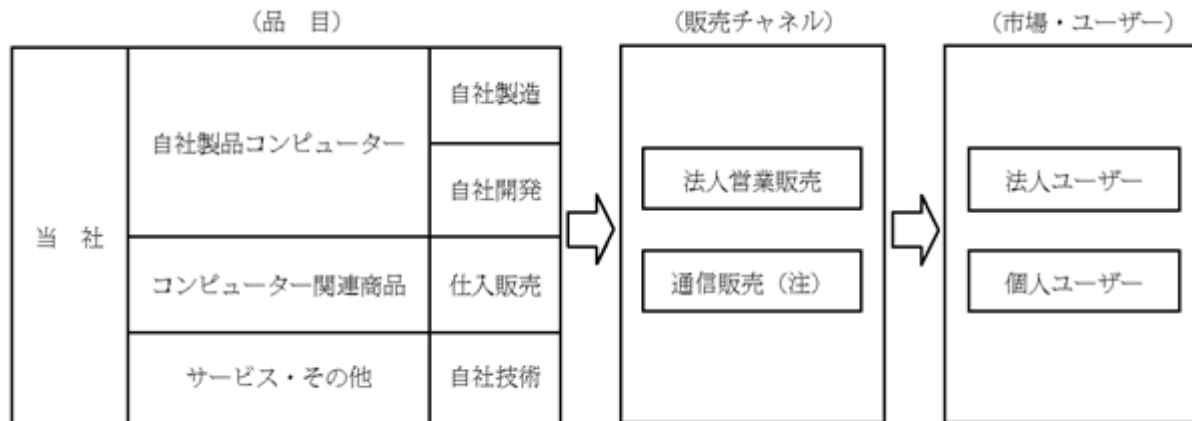 （品　目）
（販売チャネル）
（市場・ユーザー）
当　社
自社製品コンピューター
自社製造
自社開発
コンピューター関連商品
仕入販売
サービス・その他
自社技術
法人営業販売
通信販売（注）
法人ユーザー
個人ユーザー